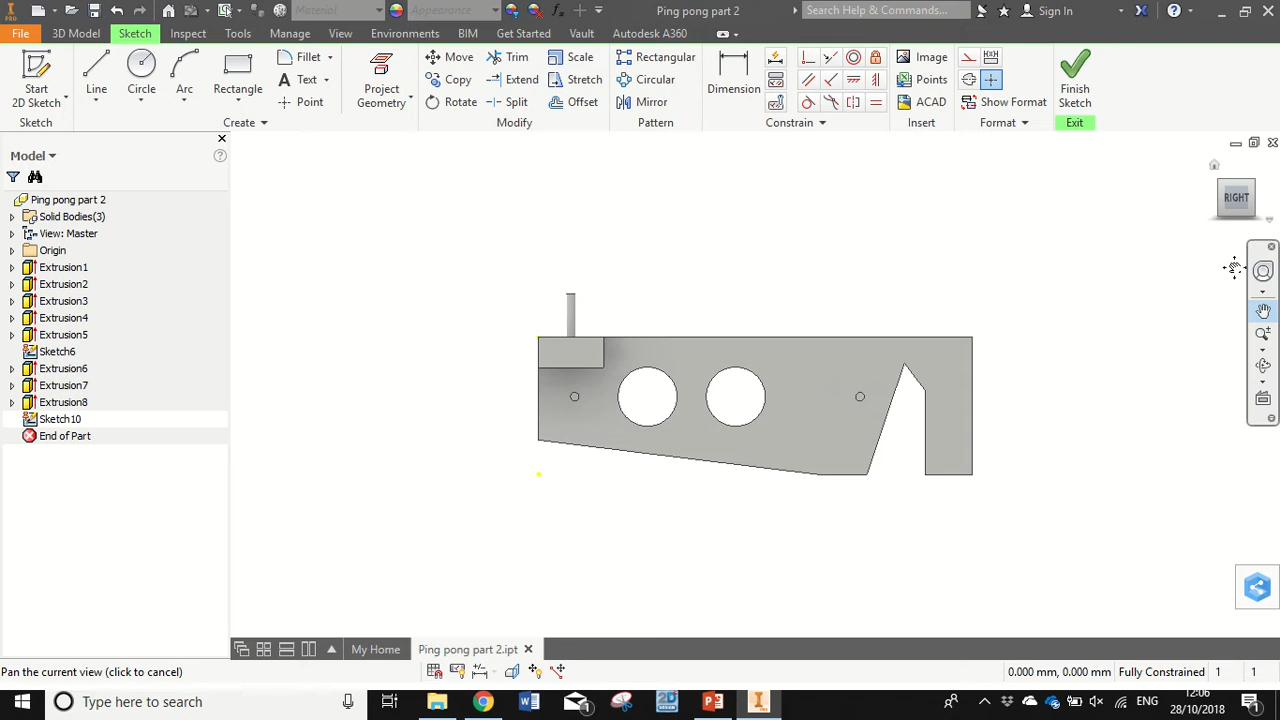 PRO
Material
Appearance
Ping pong part 2
Search Help & Commands...
Sign In
File
3D Model
Sketch
Inspect
Tools
Manage
View
Environments
BIM
Get Started
Vault
Autodesk A360
Start
2D Sketch
Line
Circle
Arc
Rectangle
Fillet
Text
Point
Project
Geometry
Move
Copy
Rotate
Trim
Extend
Split
Scale
Stretch
Offset
Rectangular
Circular
Mirror
Dimension
Image
Points
ACAD
Show Format
Finish
Sketch
Sketch
Create
Modify
Pattern
Constrain
Insert
Format
Exit
Model
Ping pong part 2
Solid Bodies(3)
View: Master
Origin
Extrusion1
Extrusion2
Extrusion3
Extrusion4
Extrusion5
Sketch6
Extrusion6
Extrusion7
Extrusion8
Sketch10
End of Part
RIGHT
My Home
Ping pong part 2.ipt
Pan the current view (click to cancel)
0.000 mm, 0.000 mm
Fully Constrained
1
1
Type here to search
ENG
12:06
28/10/2018